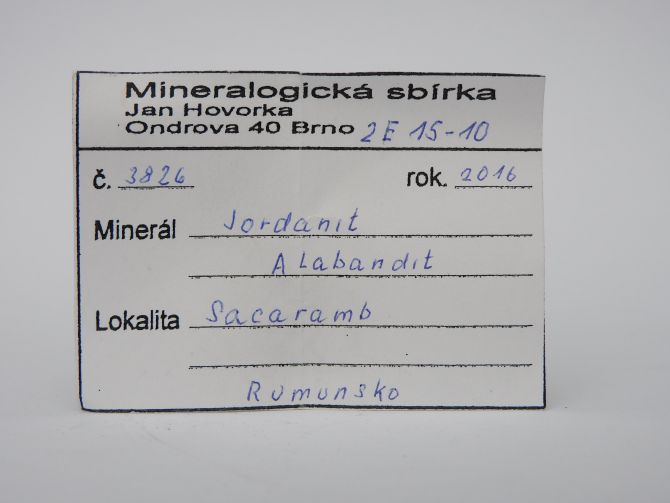 Mineralogická sbírka
Jan Hovorka
Ondrova 40 Brno 2E 15-10
č. 3826 rok. 2016
Minerál Jordanit
Alabandit
Lokalita Sacaramb
Rumunsko